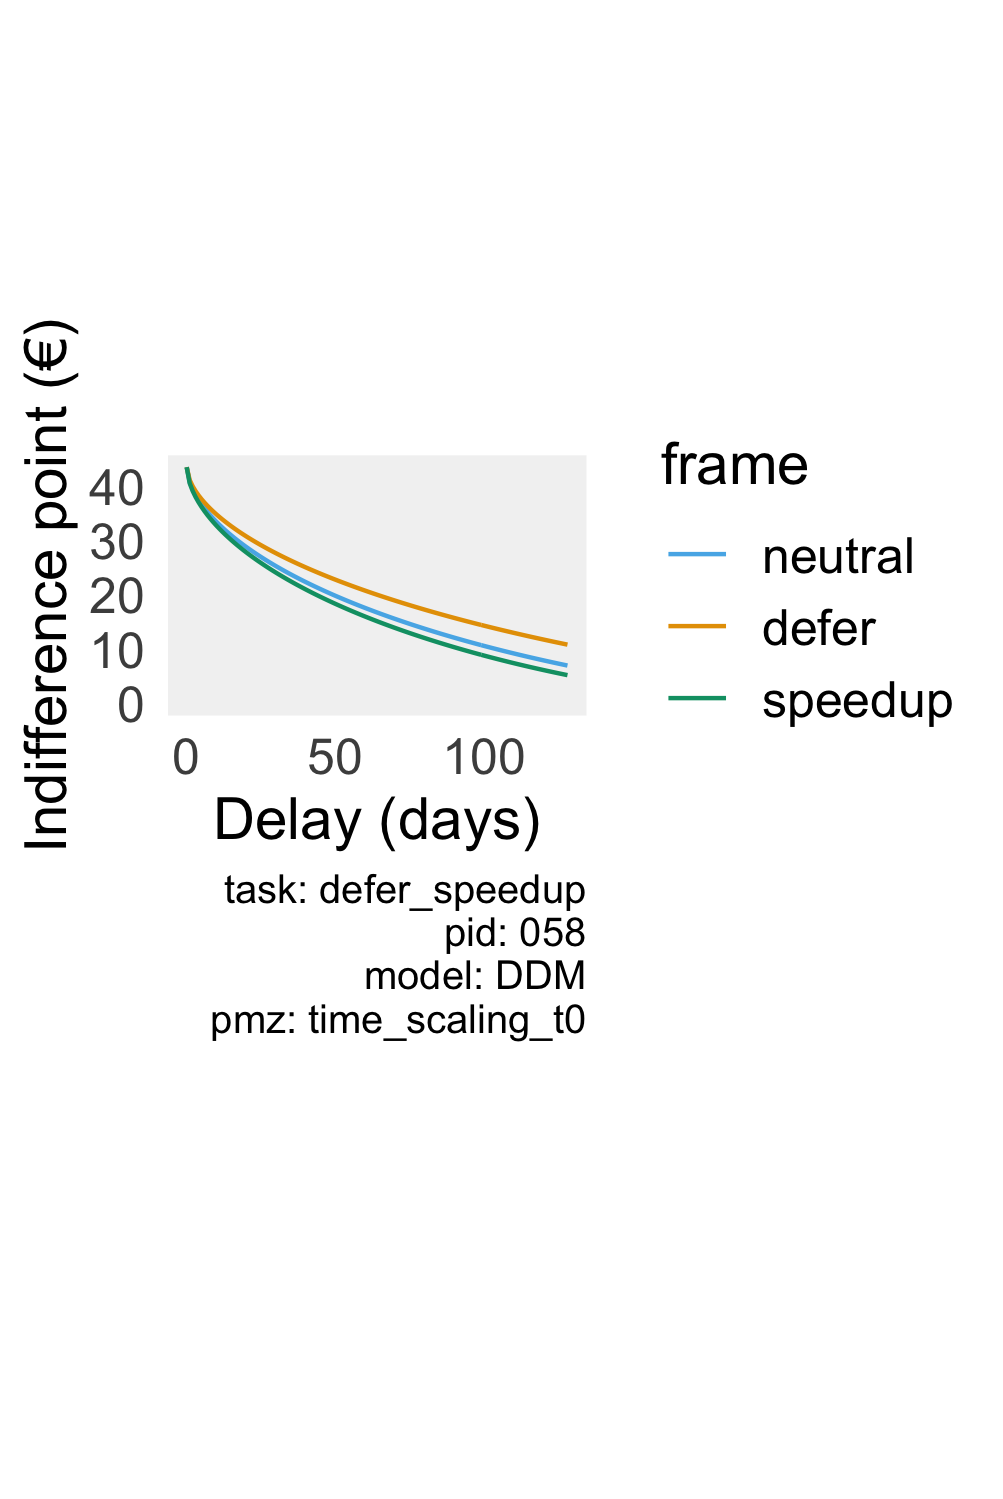 Indifference point (€)
40
30
20
10
0
0 50 100
Delay (days)
frame
neutral
defer
speedup
task: defer_speedup
pid: 058
model: DDM
pmz: time_scaling_t0